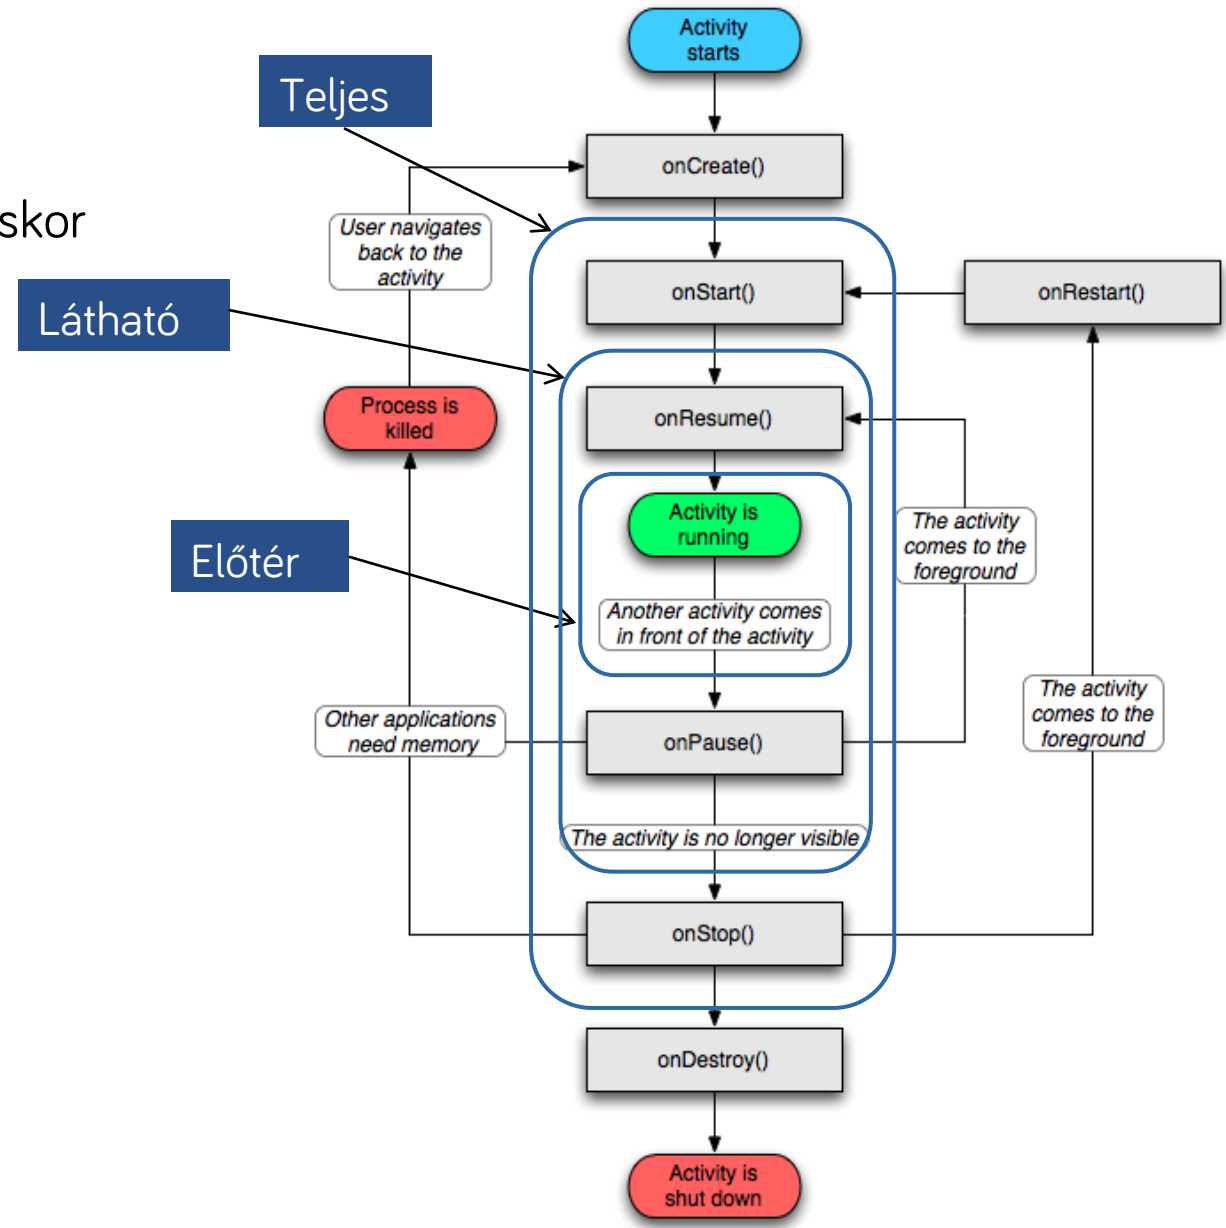 Activity
starts
Teljes
onCreate()
skor
User navigates
back to the
activity
onStart()
onRestart()
Látható
Process is
killed
onResume()
Activity is
running
The activity
comes to the
foreground
Előtér
Another activity comes
in front of the activity
The activity
comes to the
foreground
Other applications
need memory
onPause()
The activity is no longer visible
onStop()
onDestroy()
Activity is
shut down